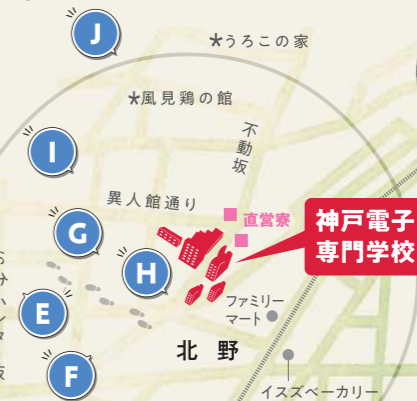 J
*うろこの家
*風見鶏の館
不動坂
I
異人館通り
直営寮
神戸電子
専門学校
G
H
E
ファミリー
マート
北野
F
イスズベーカリー